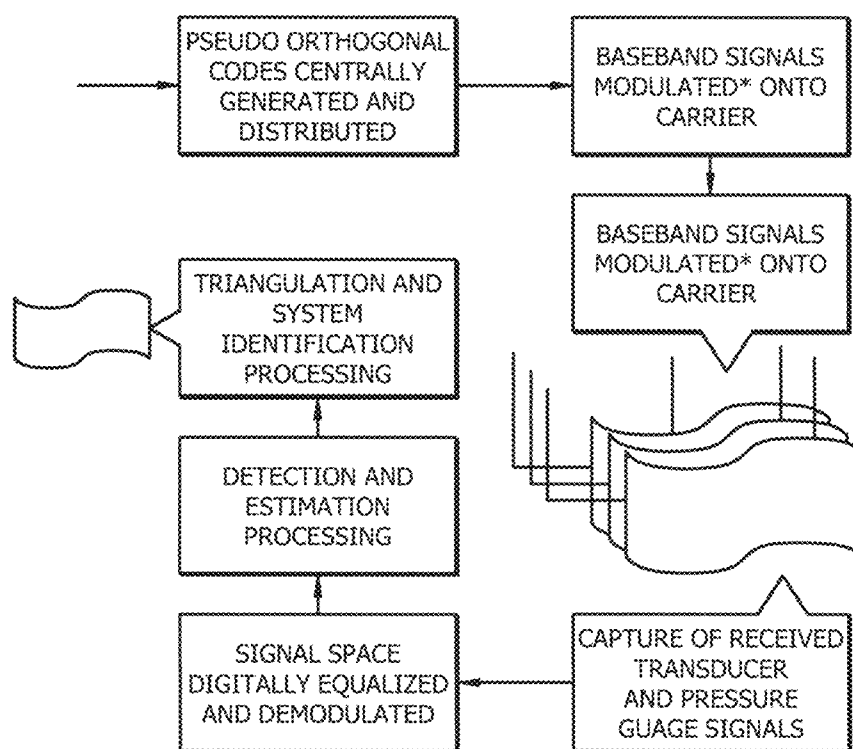 PSEUDO ORTHOGONAL
CODES CENTRALLY
GENERATED AND
DISTRIBUTED
BASEBAND SIGNALS
MODULATED* ONTO
CARRIER
BASEBAND SIGNALS
MODULATED* ONTO
CARRIER
TRIANGULATION AND
SYSTEM
IDENTIFICATION
PROCESSING
DETECTION AND
ESTIMATION
PROCESSING
SIGNAL SPACE
DIGITALLY EQUALIZED
AND DEMODULATED
CAPTURE OF RECEIVED
TRANSDUCER
AND PRESSURE
GUAGE SIGNALS